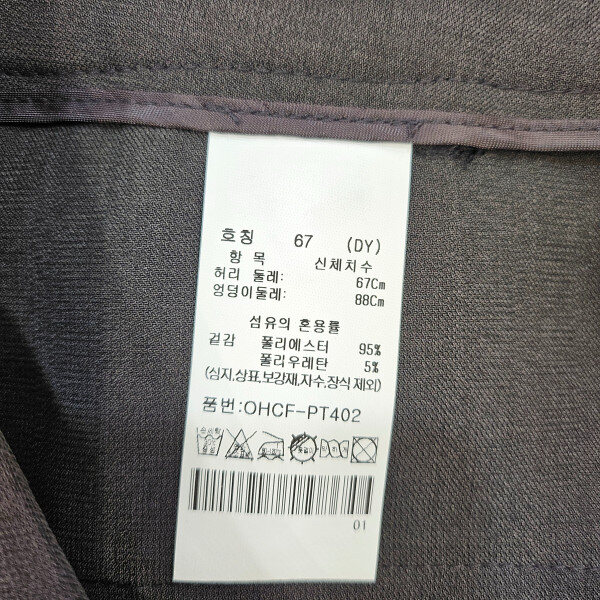 호칭 67 (DY)
항 목 신체치수
허리 둘레: 67Cm
엉덩이둘레: 88Cm
섬유의 혼용률
겉감 폴리에스터 95%
폴리우레탄 5%
(심지,상표,보강재,자수,장식 제외)
품번:OHCF-PT402
손세탁
01